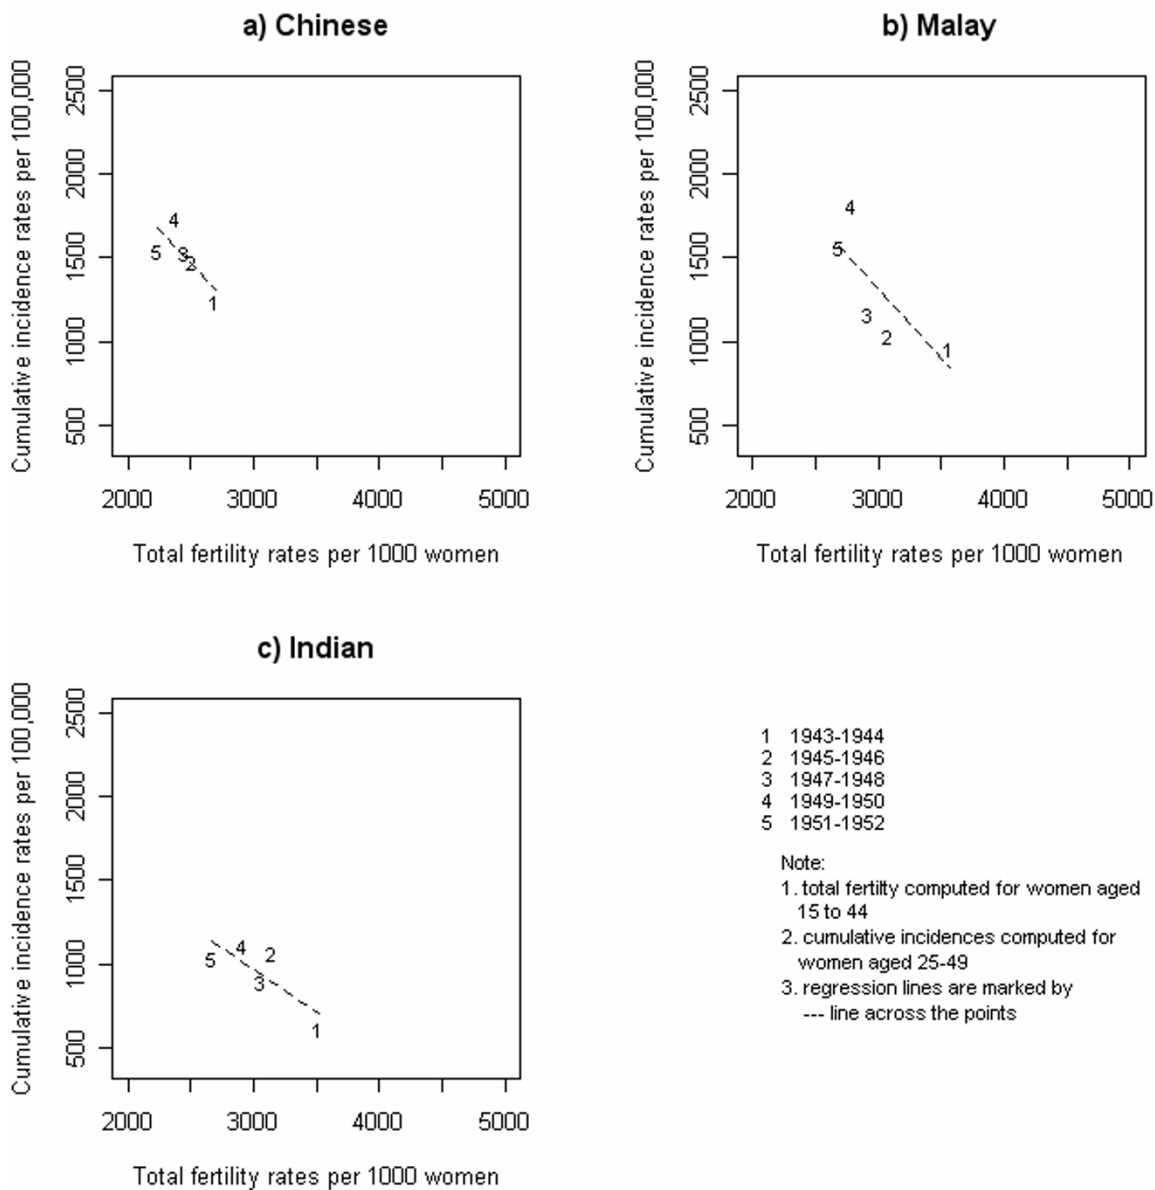 a) Chinese
Cumulative incidence rates per 100,000
2500
2000
1500
1000
500
4
5
3
2
1
2000
3000
4000
5000
Total fertility rates per 1000 women
b) Malay
Cumulative incidence rates per 100,000
2500
2000
1500
1000
500
4
5
3
2
1
2000
3000
4000
5000
Total fertility rates per 1000 women
c) Indian
Cumulative incidence rates per 100,000
2500
2000
1500
1000
500
4
5
2
3
1
2000
3000
4000
5000
Total fertility rates per 1000 women
1 1943-1944
2 1945-1946
3 1947-1948
4 1949-1950
5 1951-1952
Note:
1. total fertilty computed for women aged
15 to 44
2. cumulative incidences computed for
women aged 25-49
3. regression lines are marked by
--- line across the points